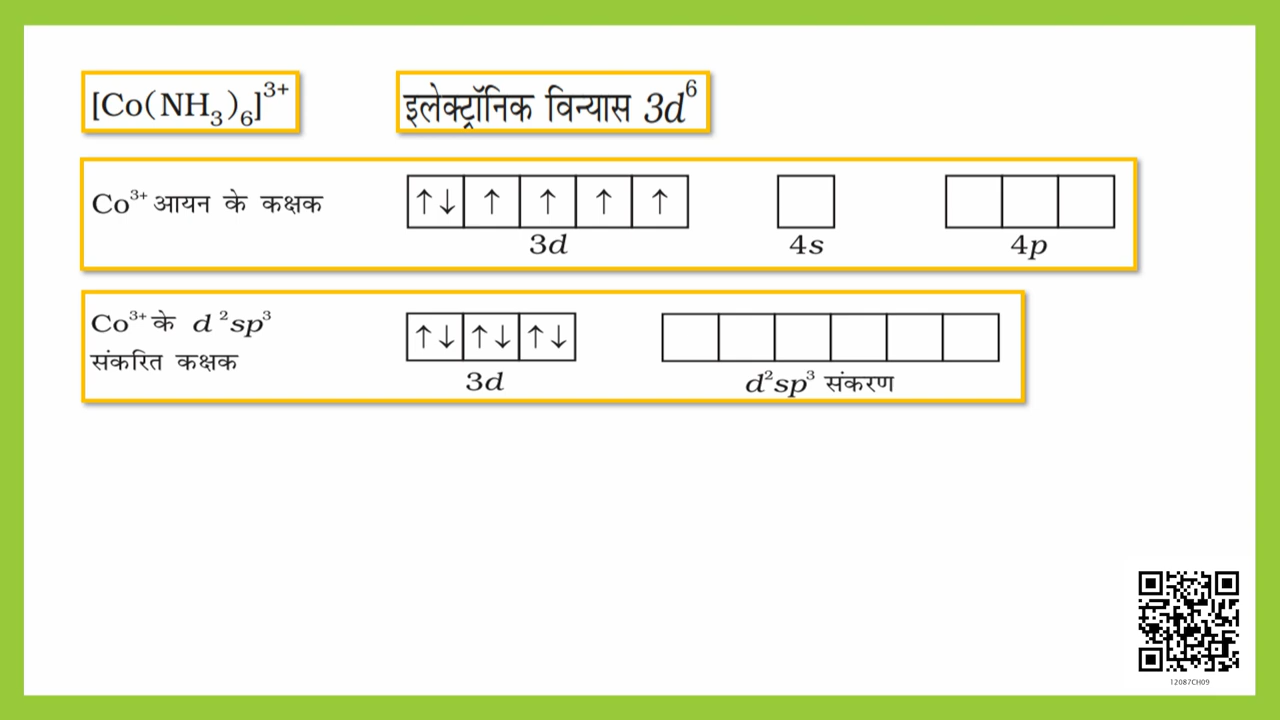 [Co(NH₃)₆]³⁺
इलेक्ट्रॉनिक विन्यास 3d⁶
Co³⁺ आयन के कक्षक
↑↓ ↑ ↑ ↑ ↑
3d
4s
4p
Co³⁺ के d²sp³
संकरित कक्षक
↑↓ ↑↓ ↑↓
3d
d²sp³ संकरण
12087CH09